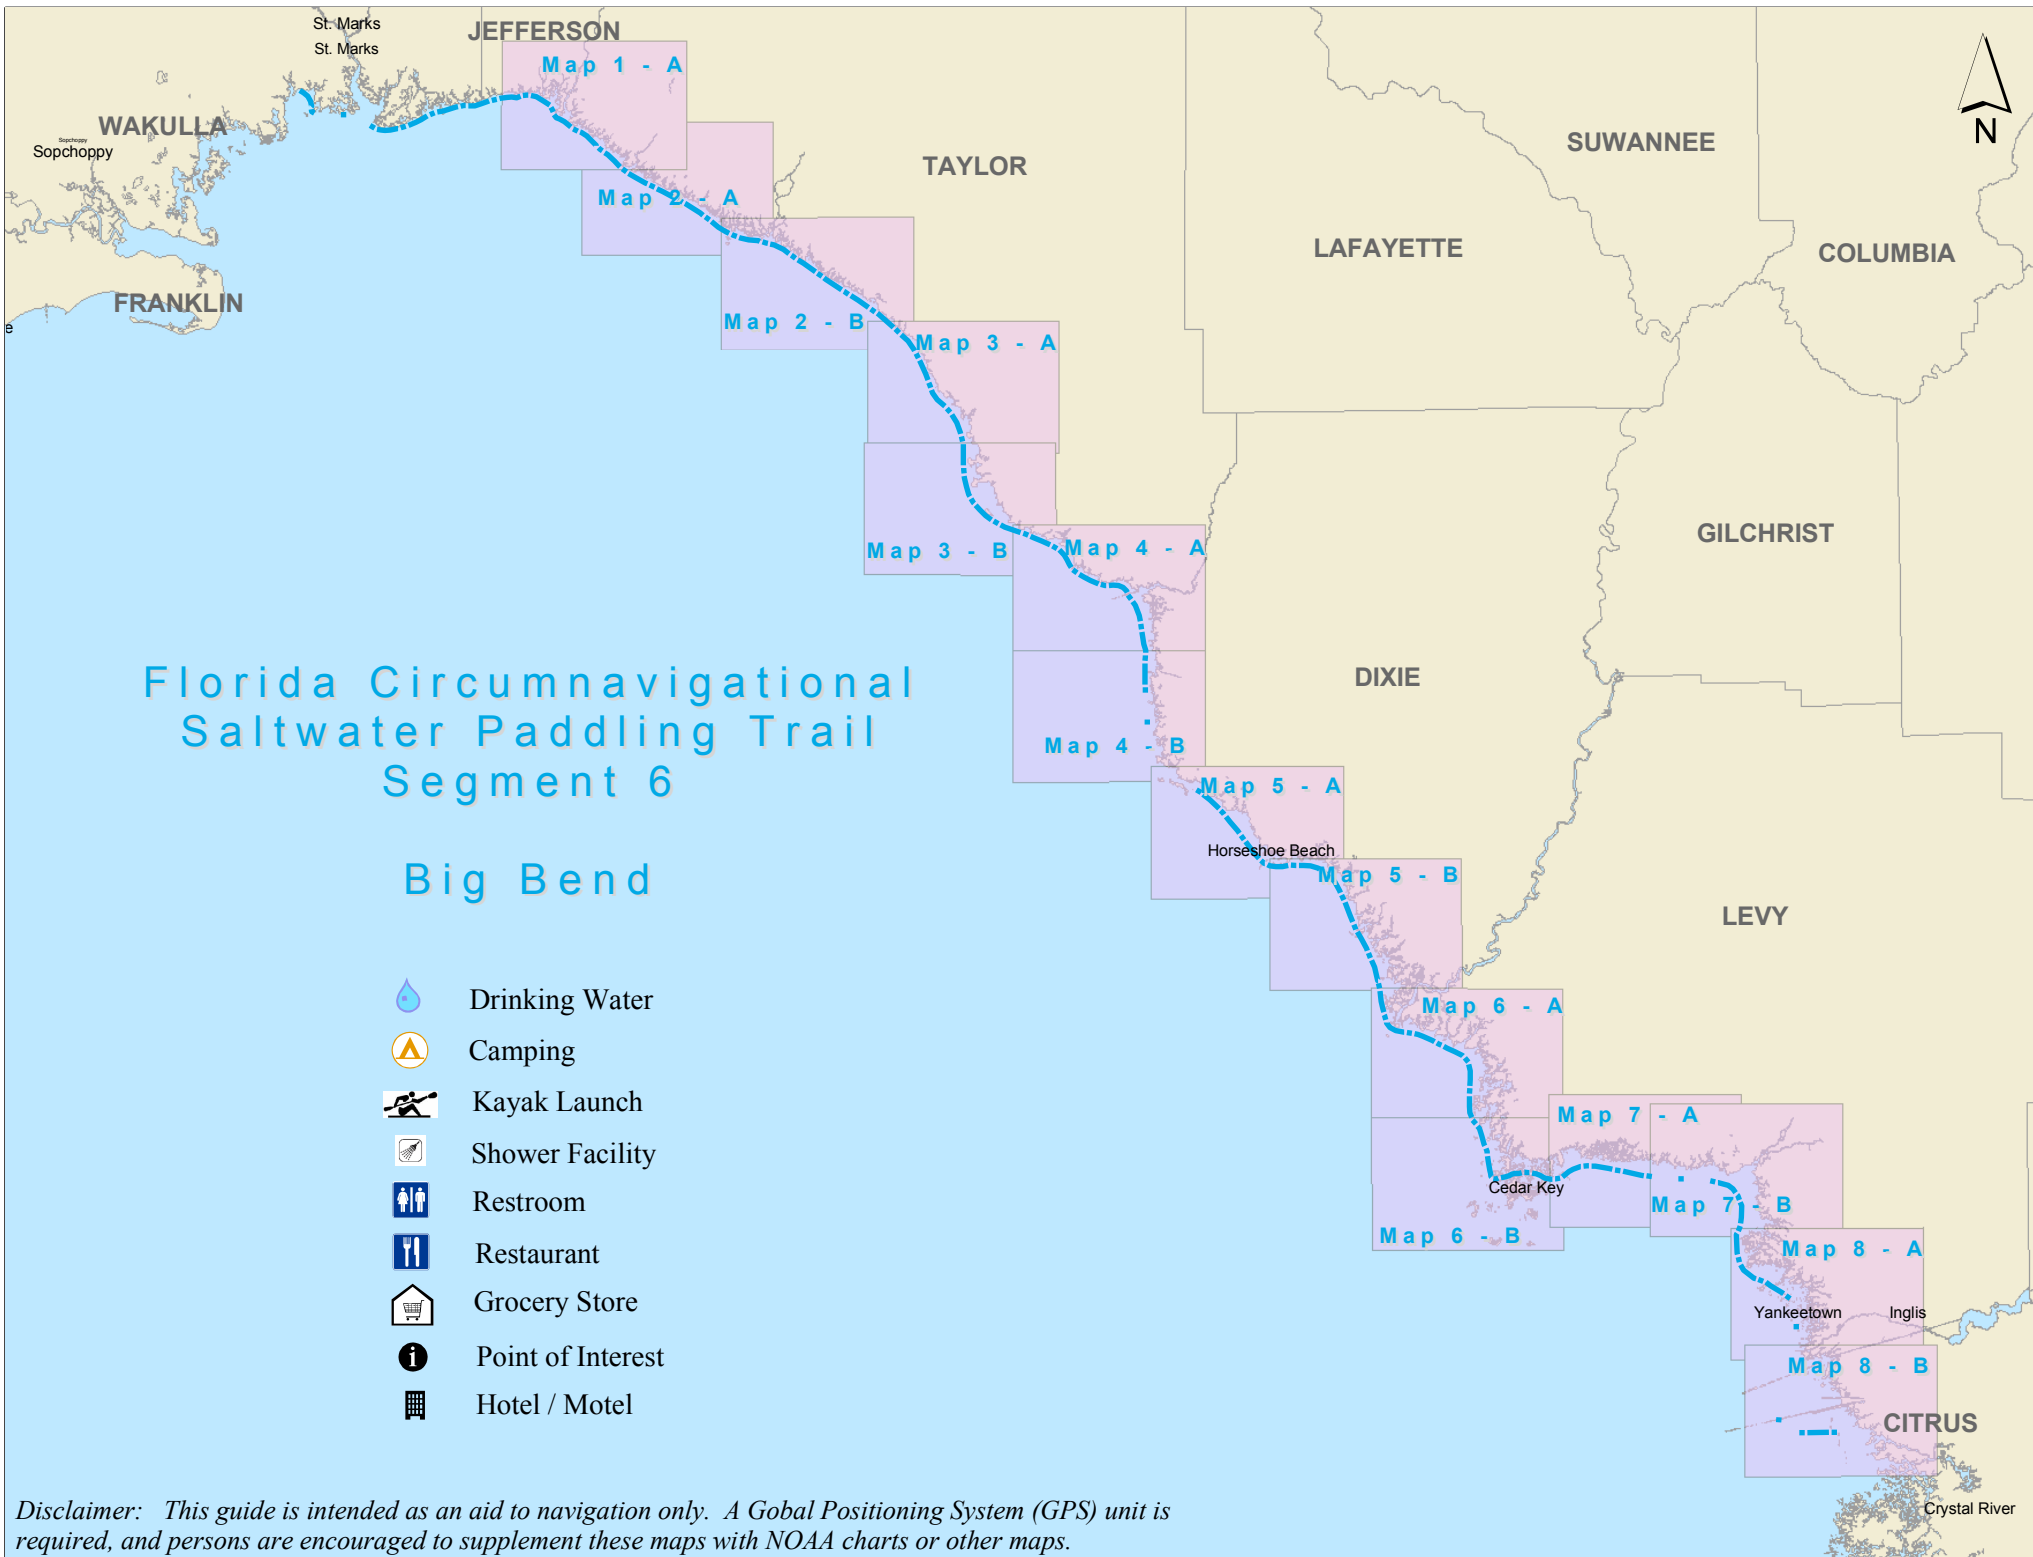 St. Marks
St. Marks
JEFFERSON
Map 1 - A
WAKULLA
Sopchoppy
Sopchoppy
N
SUWANNEE
TAYLOR
Map 2 - A
LAFAYETTE
COLUMBIA
FRANKLIN
e
Map 2 - B
Map 3 - A
GILCHRIST
Map 3 - B
Map 4 - A
Florida Circumnavigational
Saltwater Paddling Trail
Segment 6
DIXIE
Map 4 - B
Map 5 - A
Horseshoe Beach
Big Bend
Map 5 - B
LEVY
Drinking Water
Map 6 - A
Camping
Kayak Launch
Map 7 - A
Shower Facility
Cedar Key
Restroom
Map 7 - B
Map 6 - B
Restaurant
Map 8 - A
Grocery Store
Yankeetown
Inglis
i
Point of Interest
Map 8 - B
Hotel / Motel
CITRUS
Crystal River
Disclaimer: This guide is intended as an aid to navigation only. A Gobal Positioning System (GPS) unit is
required, and persons are encouraged to supplement these maps with NOAA charts or other maps.